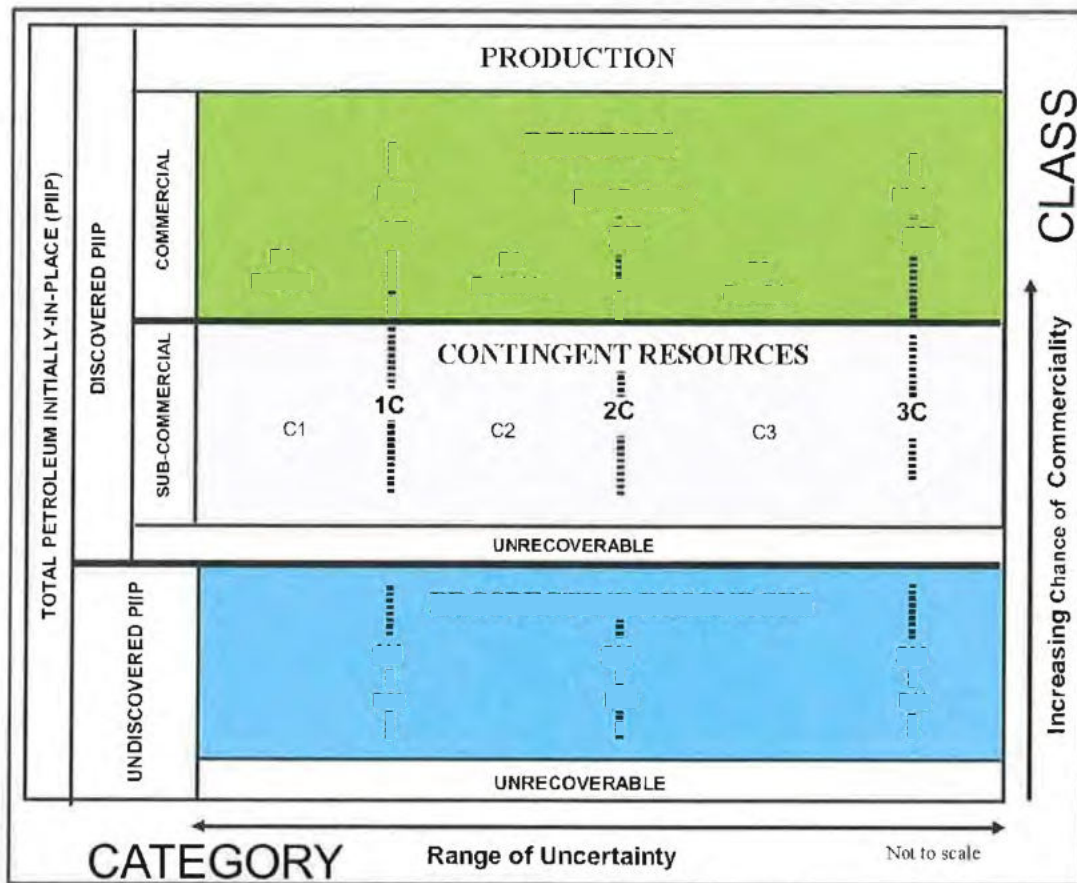 PRODUCTION
CLASS
TOTAL PETROLEUM INITIALLY-IN-PLACE (PIIP)
DISCOVERED PIIP
COMMERCIAL
SUB-COMMERCIAL
CONTINGENT RESOURCES
1C
2C
3C
C1
C2
C3
UNRECOVERABLE
UNDISCOVERED PIIP
UNRECOVERABLE
Increasing Chance of Commerciality
CATEGORY
Range of Uncertainty
Not to scale